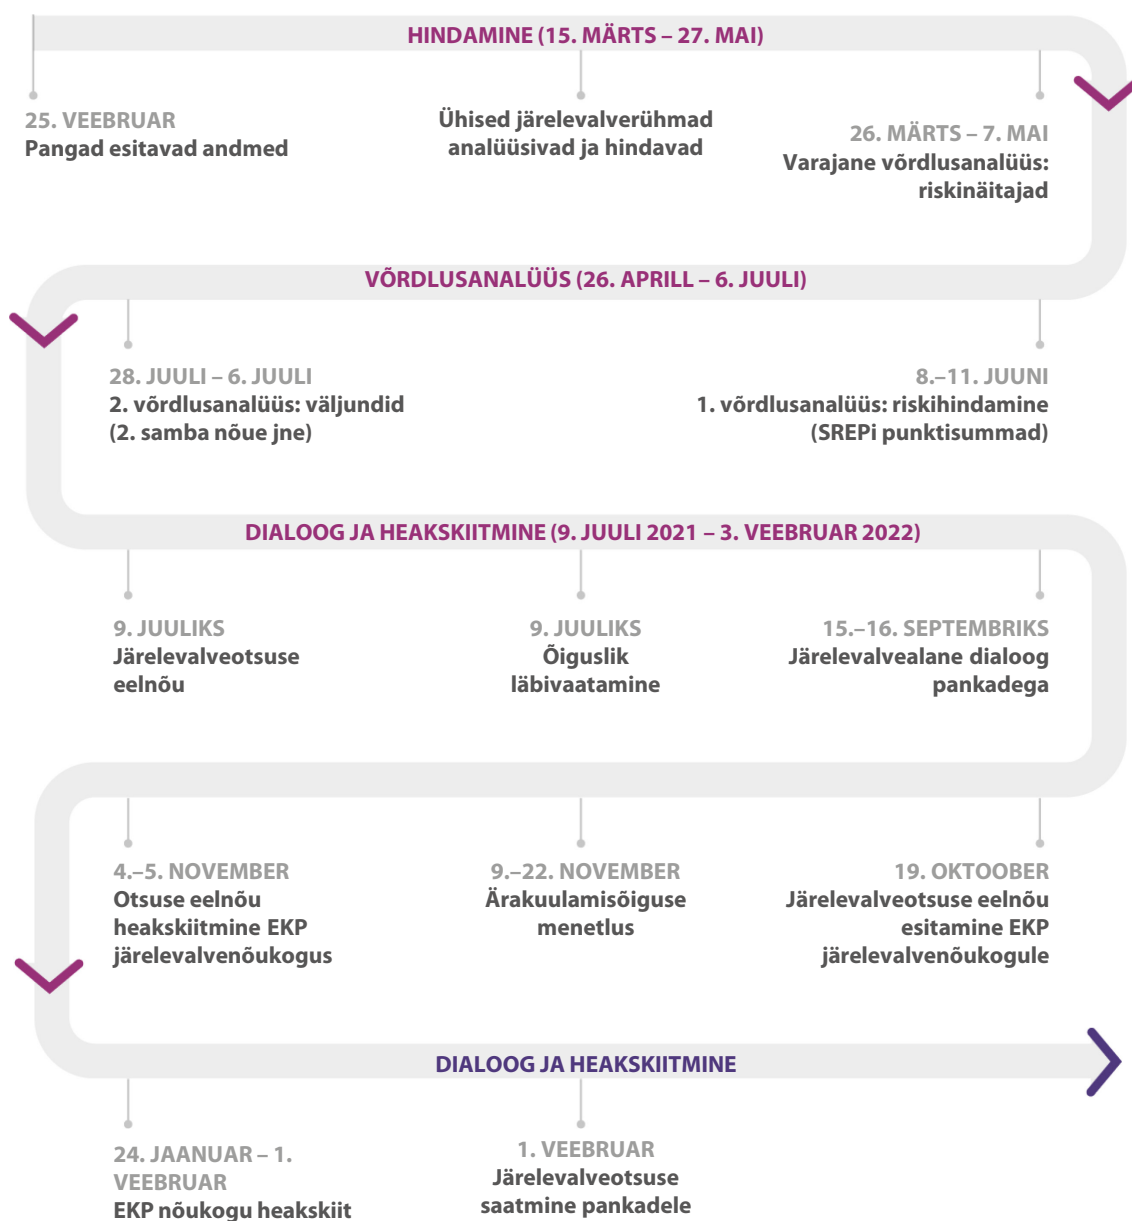 HINDAMINE (15. MÄRTS – 27. MAI)
25. VEEBRUAR
Pangad esitavad andmed
Ühised järelevalverühmad
analüüsivad ja hindavad
26. MÄRTS – 7. MAI
Varajane võrdlusanalüüs:
riskinäitajad
VÕRDLUSANALÜÜS (26. APRILL – 6. JUULI)
28. JUULI – 6. JUULI
2. võrdlusanalüüs: väljundid
(2. samba nõue jne)
8.–11. JUUNI
1. võrdlusanalüüs: riskihindamine
(SREPi punktisummad)
DIALOOG JA HEAKSKIITMINE (9. JUULI 2021 – 3. VEEBRUAR 2022)
9. JUULIKS
Järelevalveotsuse
eelnõu
9. JUULIKS
Õiguslik
läbivaatamine
15.–16. SEPTEMBRIKS
Järelevalvealane dialoog
pankadega
4.–5. NOVEMBER
Otsuse eelnõu
heakskiitmine EKP
järelevalvenõukogus
9.–22. NOVEMBER
Ärakuulamisõiguse
menetlus
19. OKTOOBER
Järelevalveotsuse eelnõu
esitamine EKP
järelevalvenõukogule
DIALOOG JA HEAKSKIITMINE
24. JAANUAR – 1.
VEEBRUAR
EKP nõukogu heakskiit
1. VEEBRUAR
Järelevalveotsuse
saatmine pankadele